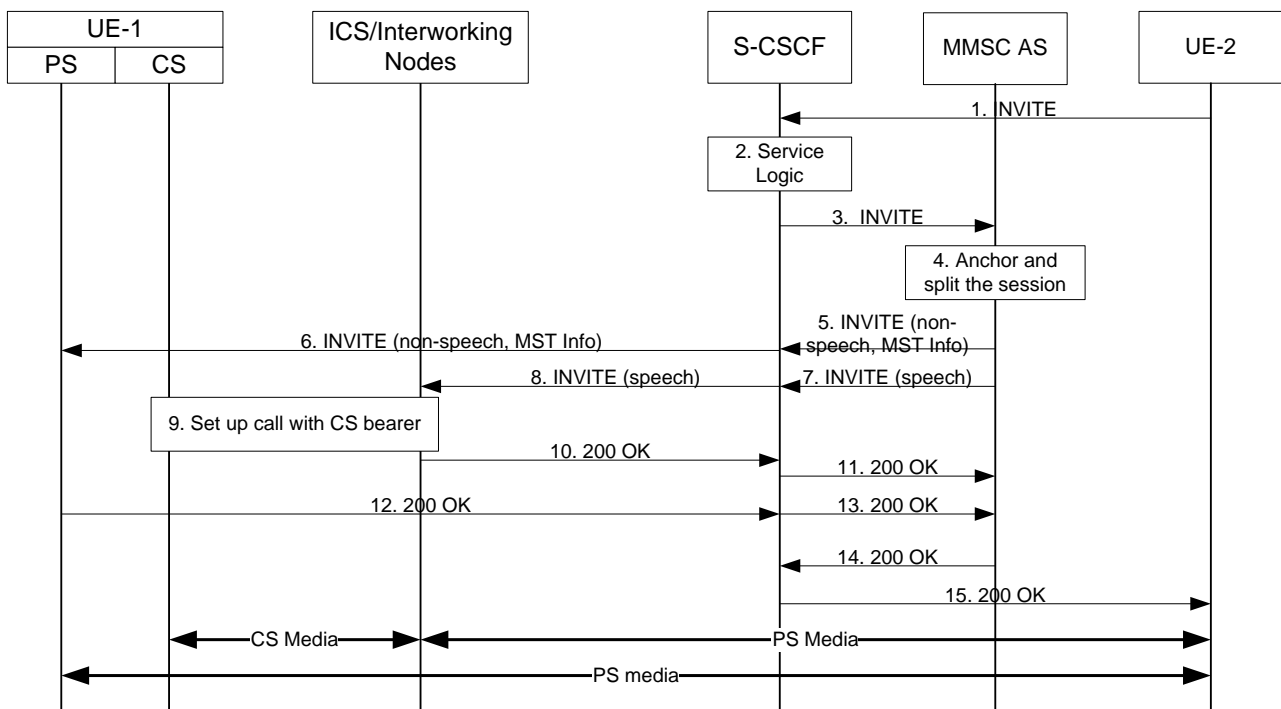 UE-1
PS
CS
ICS/Interworking
Nodes
S-CSCF
MMSC AS
UE-2
1. INVITE
2. Service
Logic
3. INVITE
4. Anchor and
split the session
5. INVITE (non-
speech, MST Info)
6. INVITE (non-speech, MST Info)
7. INVITE (speech)
8. INVITE (speech)
9. Set up call with CS bearer
10. 200 OK
11. 200 OK
12. 200 OK
13. 200 OK
14. 200 OK
15. 200 OK
CS Media
PS Media
PS media